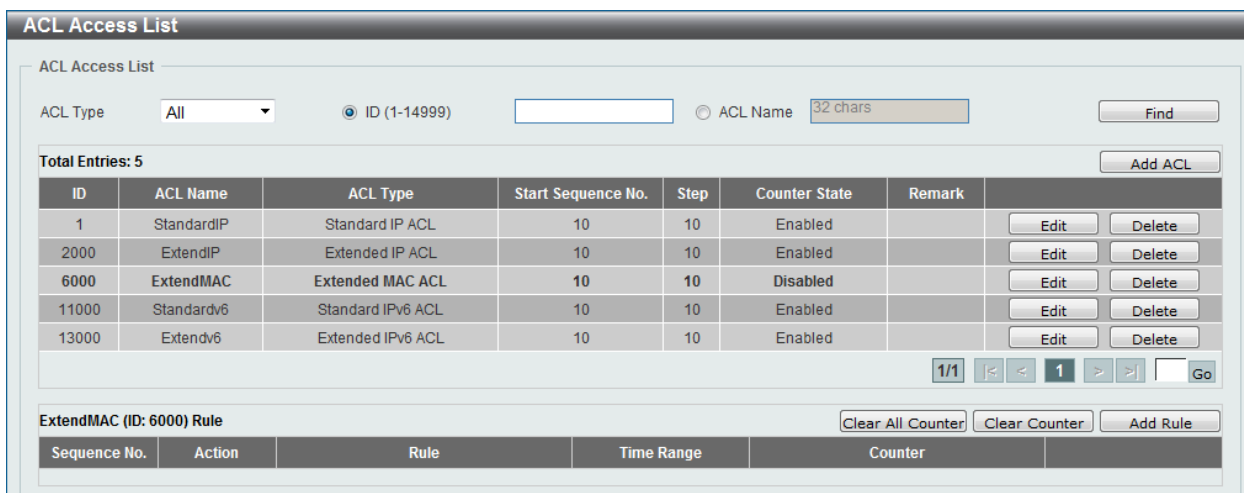 ACL Access List
ACL Access List
ACL Type All ID (1-14999) ACL Name 32 chars Find
Total Entries: 5 Add ACL
ID ACL Name ACL Type Start Sequence No. Step Counter State Remark
1 StandardIP Standard IP ACL 10 10 Enabled Edit Delete
2000 ExtendIP Extended IP ACL 10 10 Enabled Edit Delete
6000 ExtendMAC Extended MAC ACL 10 10 Disabled Edit Delete
11000 Standardv6 Standard IPv6 ACL 10 10 Enabled Edit Delete
13000 Extendv6 Extended IPv6 ACL 10 10 Enabled Edit Delete
1/1 |< < 1 > >| Go
ExtendMAC (ID: 6000) Rule Clear All Counter Clear Counter Add Rule
Sequence No. Action Rule Time Range Counter